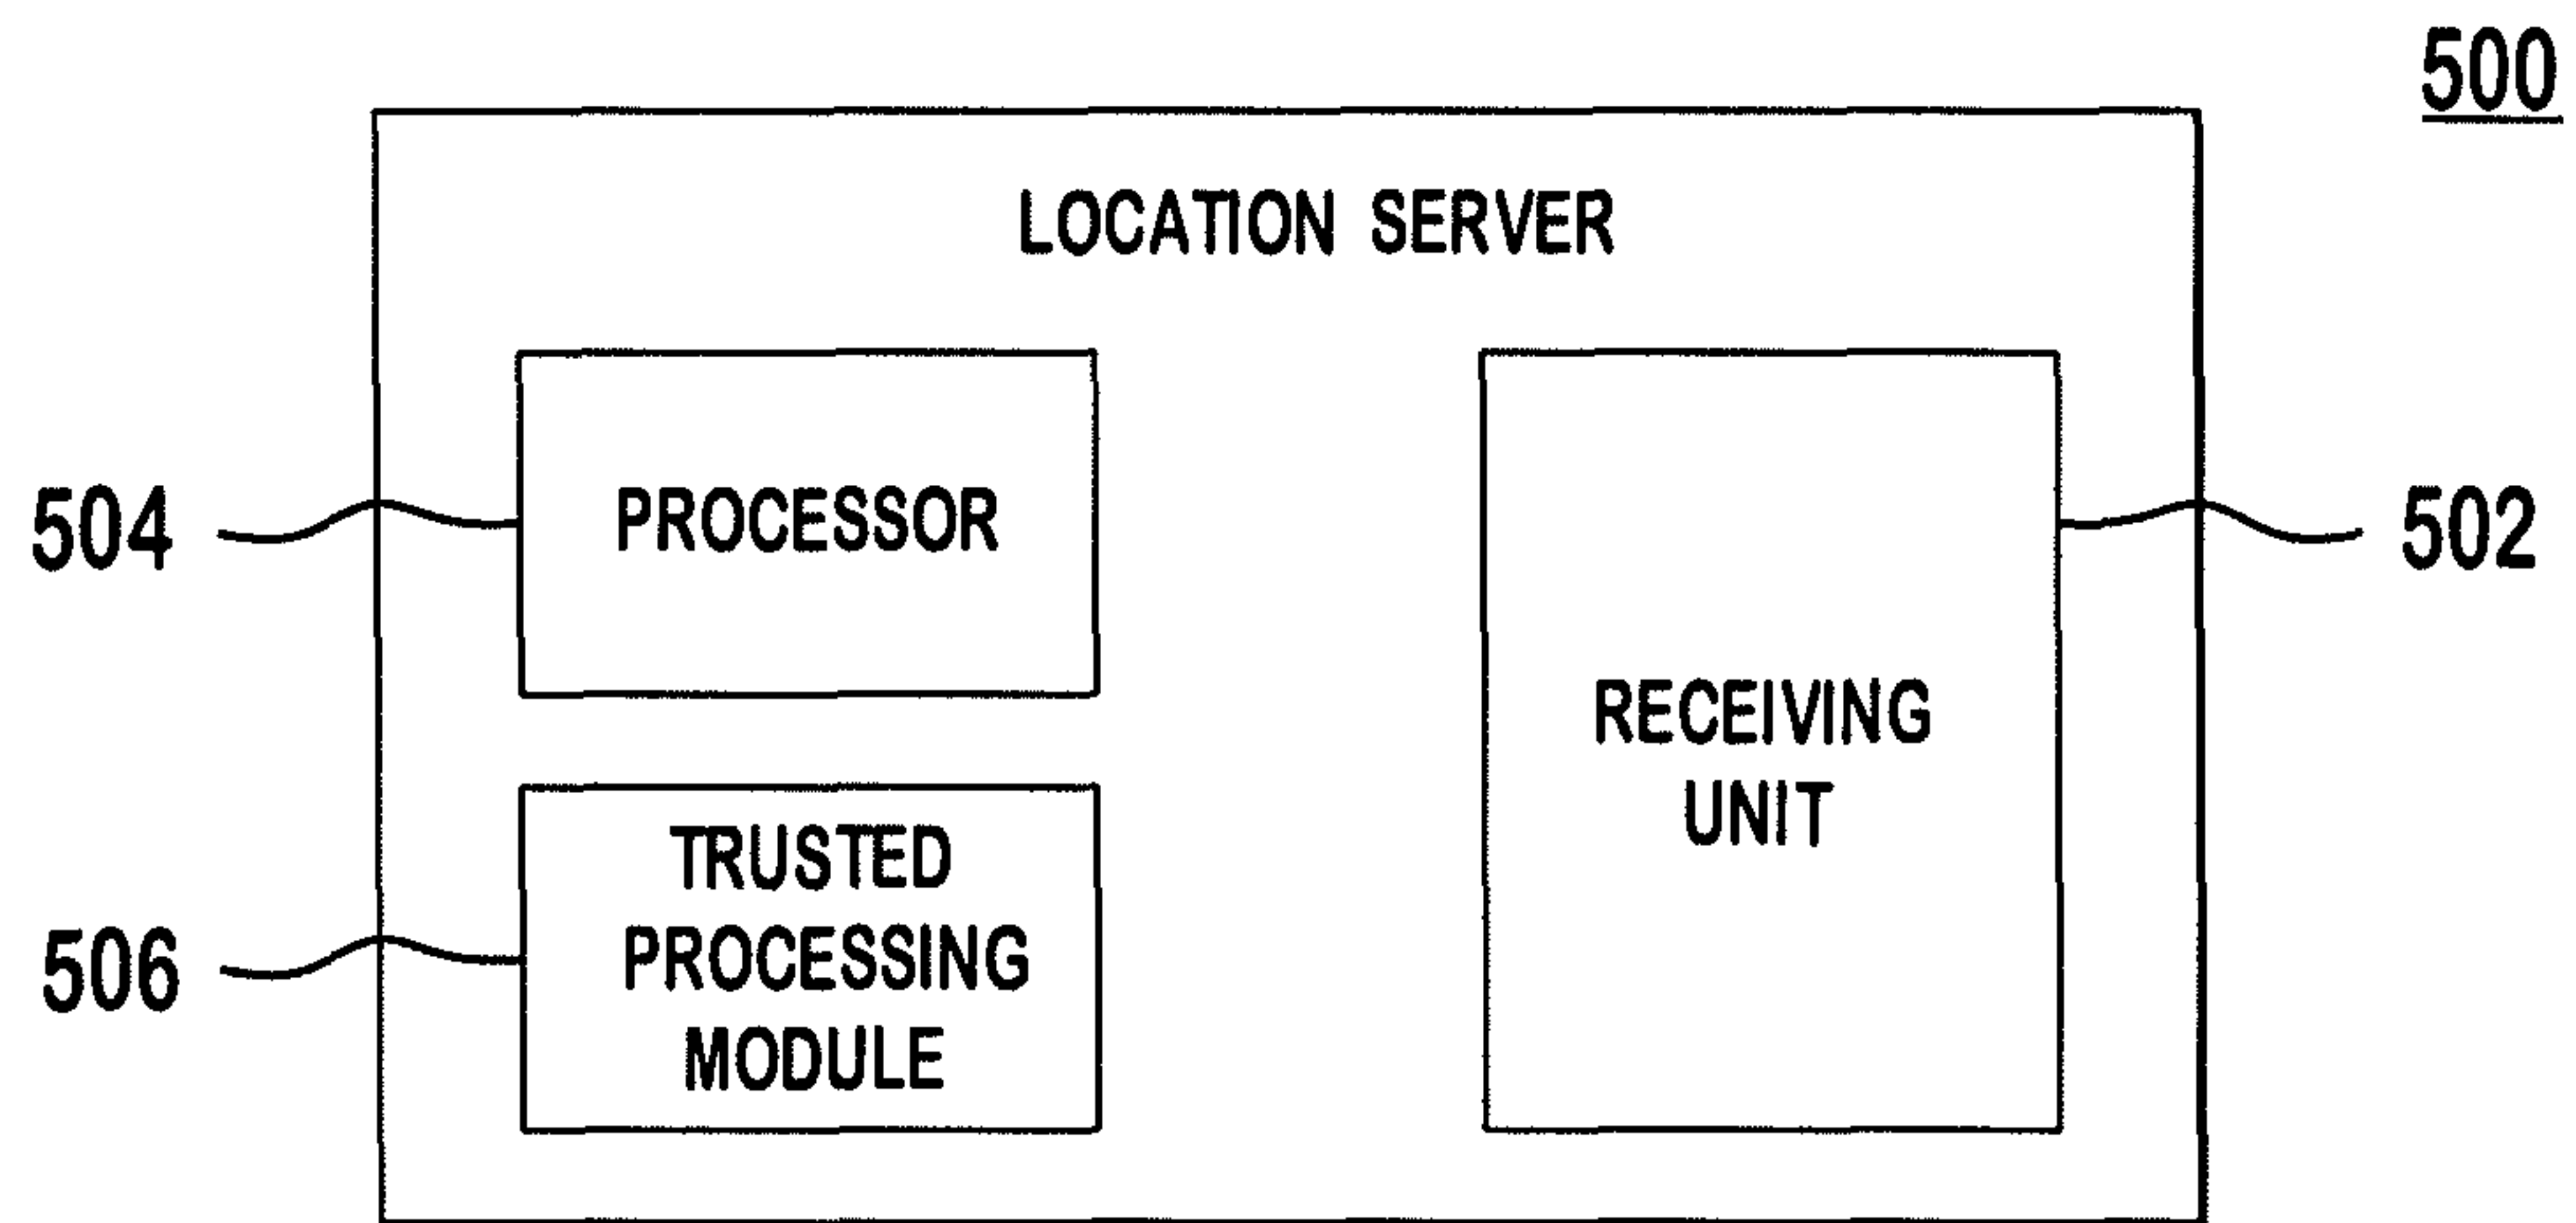 500
LOCATION SERVER
504
PROCESSOR
502
RECEIVING
UNIT
506
TRUSTED
PROCESSING
MODULE